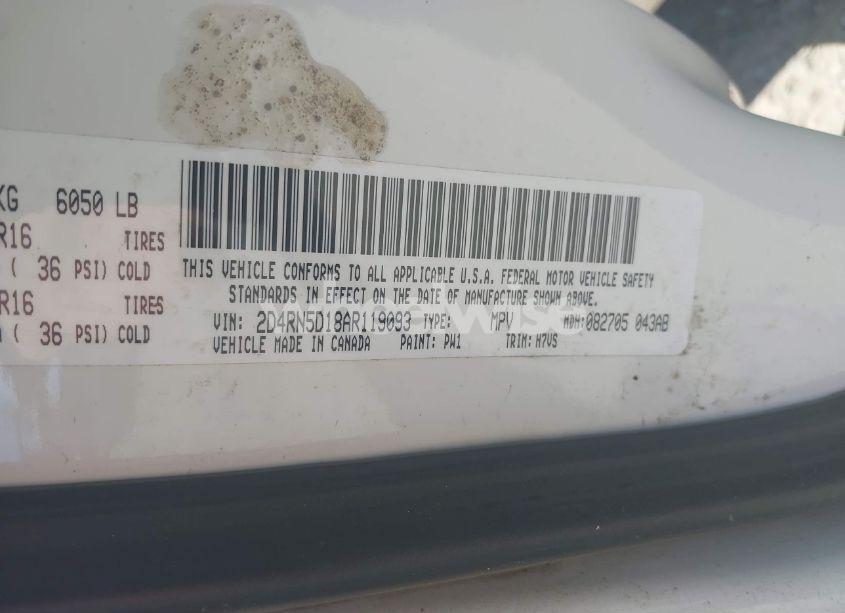 KG 6050 LB
R16 TIRES
( 36 PSI) COLD
R16 TIRES
( 36 PSI) COLD
THIS VEHICLE CONFORMS TO ALL APPLICABLE U.S.A. FEDERAL MOTOR VEHICLE SAFETY
STANDARDS IN EFFECT ON THE DATE OF MANUFACTURE SHOWN ABOVE.
VIN: 2D4RN5D18AR119093 TYPE: MPV MDH:082705 043AB
VEHICLE MADE IN CANADA PAINT: PW1 TRIM: H7VS